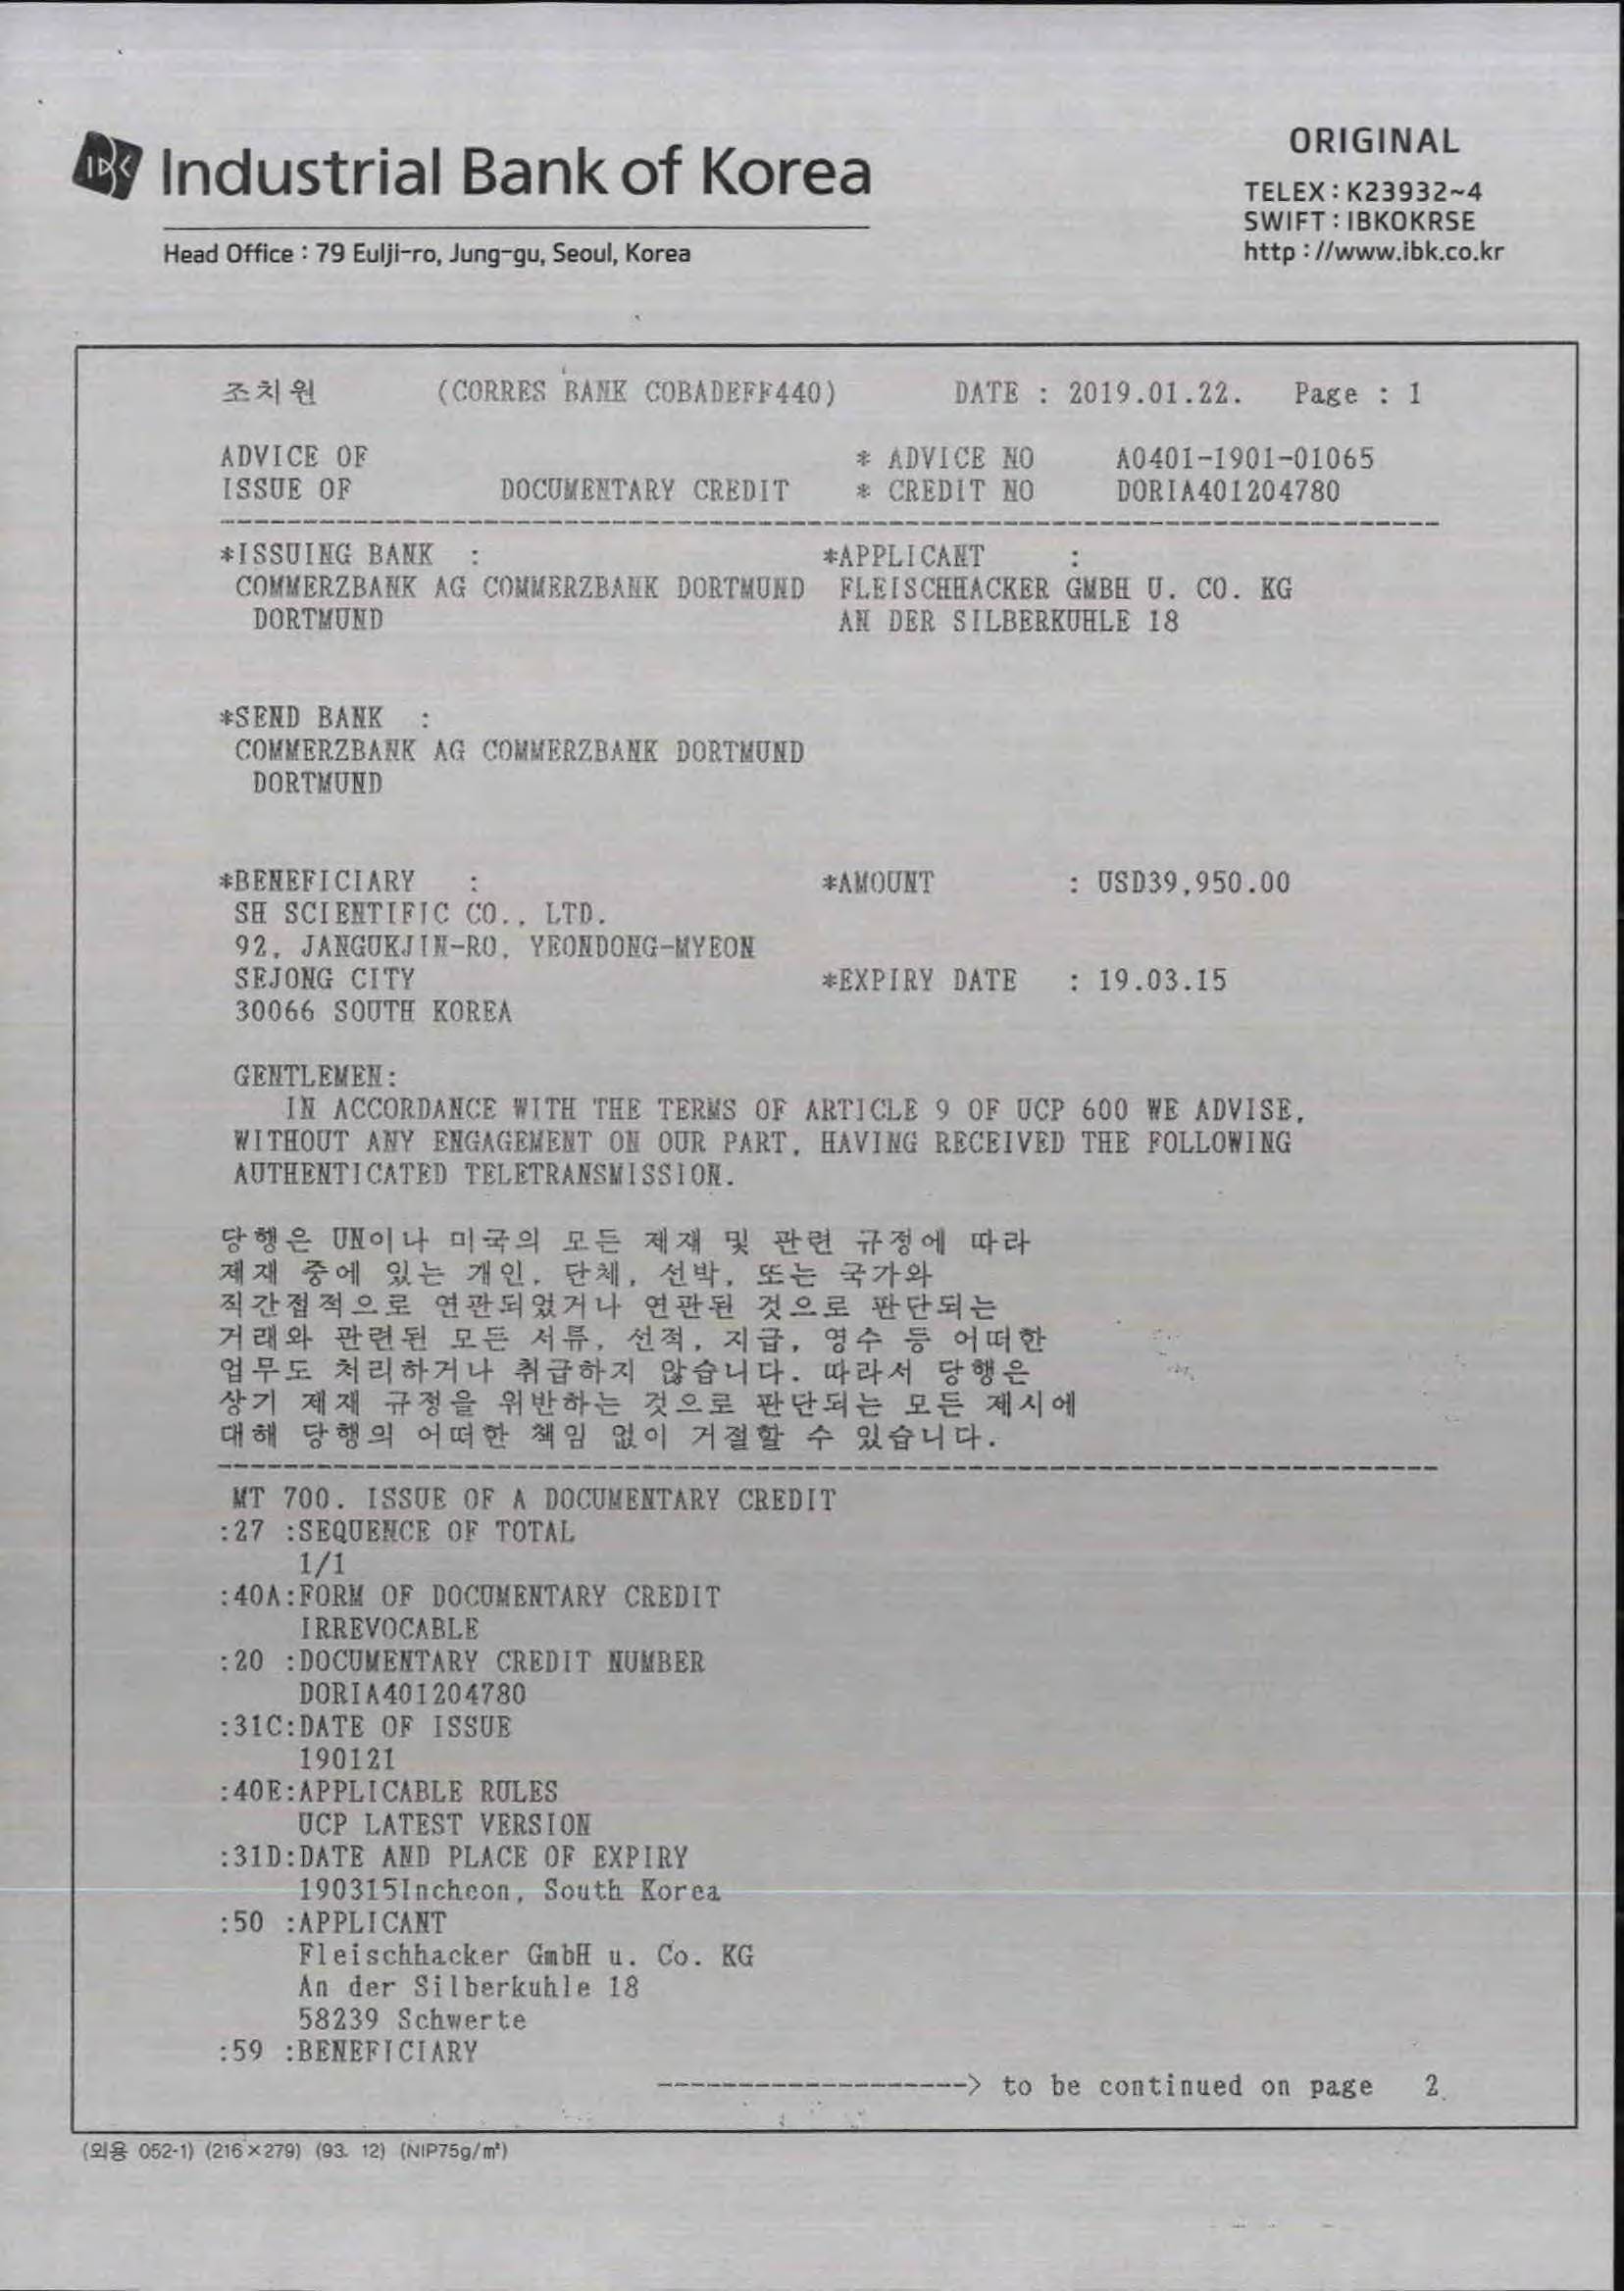 IBK Industrial Bank of Korea
Head Office : 79 Eulji-ro, Jung-gu, Seoul, Korea
ORIGINAL
TELEX : K23932~4
SWIFT : IBKOKRSE
http : //www.ibk.co.kr
조치원 (CORRES BANK COBADEFF440) DATE : 2019.01.22. Page : 1
ADVICE OF * ADVICE NO A0401-1901-01065
ISSUE OF DOCUMENTARY CREDIT * CREDIT NO DORIA401204780
*ISSUING BANK : *APPLICANT :
COMMERZBANK AG COMMERZBANK DORTMUND FLEISCHHACKER GMBH U. CO. KG
DORTMUND AN DER SILBERKUHLE 18
*SEND BANK :
COMMERZBANK AG COMMERZBANK DORTMUND
DORTMUND
*BENEFICIARY : *AMOUNT : USD39,950.00
SH SCIENTIFIC CO., LTD.
92, JANGUKJIN-RO, YEONDONG-MYEON
SEJONG CITY *EXPIRY DATE : 19.03.15
30066 SOUTH KOREA
GENTLEMEN:
IN ACCORDANCE WITH THE TERMS OF ARTICLE 9 OF UCP 600 WE ADVISE,
WITHOUT ANY ENGAGEMENT ON OUR PART, HAVING RECEIVED THE FOLLOWING
AUTHENTICATED TELETRANSMISSION.
당행은 UN이나 미국의 모든 제재 및 관련 규정에 따라
제재 중에 있는 개인, 단체, 선박, 또는 국가와
직간접적으로 연관되었거나 연관된 것으로 판단되는
거래와 관련된 모든 서류, 선적, 지급, 영수 등 어떠한
업무도 처리하거나 취급하지 않습니다. 따라서 당행은
상기 제재 규정을 위반하는 것으로 판단되는 모든 제시에
대해 당행의 어떠한 책임 없이 거절할 수 있습니다.
MT 700. ISSUE OF A DOCUMENTARY CREDIT
:27 :SEQUENCE OF TOTAL
1/1
:40A:FORM OF DOCUMENTARY CREDIT
IRREVOCABLE
:20 :DOCUMENTARY CREDIT NUMBER
DORIA401204780
:31C:DATE OF ISSUE
190121
:40E:APPLICABLE RULES
UCP LATEST VERSION
:31D:DATE AND PLACE OF EXPIRY
190315Incheon, South Korea
:50 :APPLICANT
Fleischhacker GmbH u. Co. KG
An der Silberkuhle 18
58239 Schwerte
:59 :BENEFICIARY
-------------------> to be continued on page 2
(외용 052-1) (216×279) (93. 12) (NIP75g/㎡)